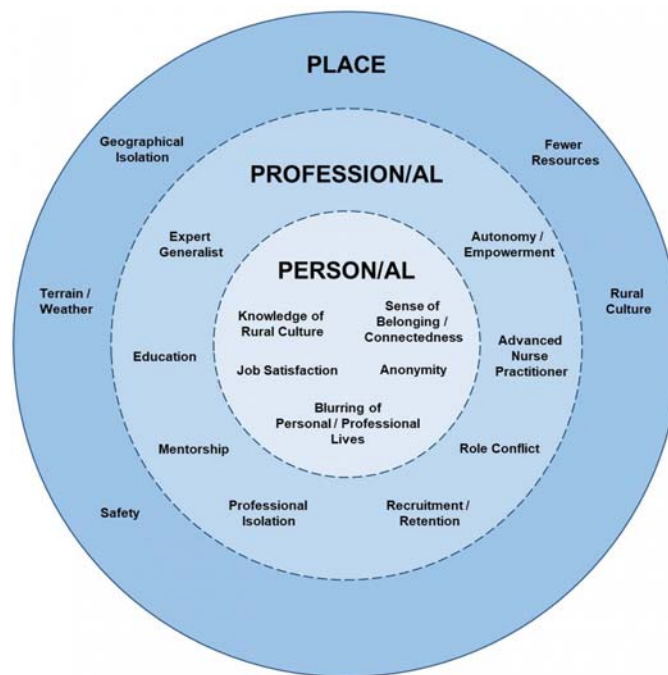 PLACE
Geographical
Isolation
Fewer
Resources
PROFESSION/AL
Expert
Generalist
Autonomy /
Empowerment
PERSON/AL
Terrain /
Weather
Knowledge of
Rural Culture
Sense of
Belonging /
Connectedness
Rural
Culture
Education
Job Satisfaction
Anonymity
Advanced
Nurse
Practitioner
Blurring of
Personal / Professional
Lives
Mentorship
Role Conflict
Safety
Professional
Isolation
Recruitment /
Retention